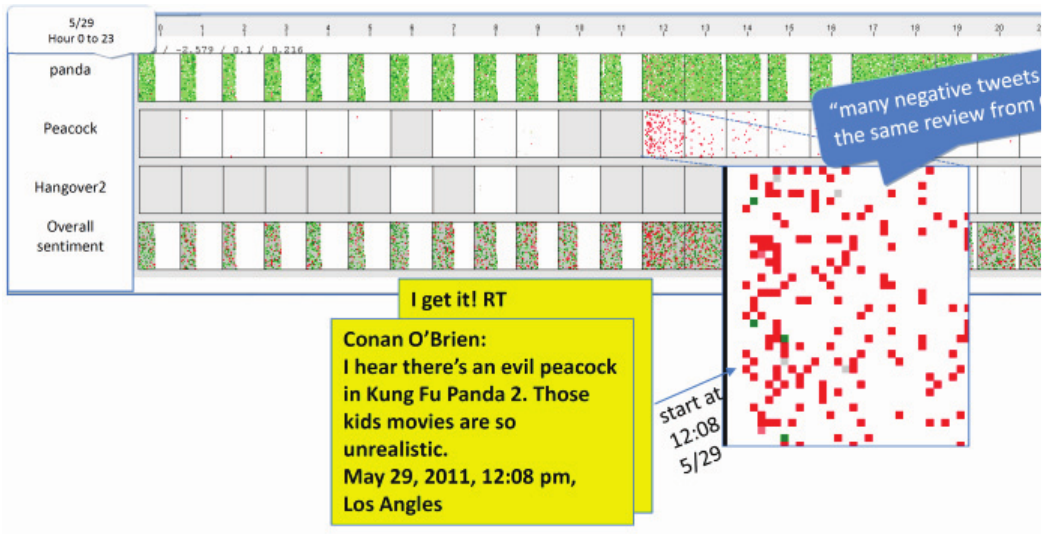 5/29
Hour 0 to 23
0 1 2 3 4 5 6 7 8 9 10 11 12 13 14 15 16 17 18 19 20
/ -2.579 / 0.1 / 0.216
panda
Peacock
Hangover2
Overall
sentiment
"many negative tweets
the same review from
I get it! RT
Conan O'Brien:
I hear there's an evil peacock
in Kung Fu Panda 2. Those
kids movies are so
unrealistic.
May 29, 2011, 12:08 pm,
Los Angles
start at
12:08
5/29